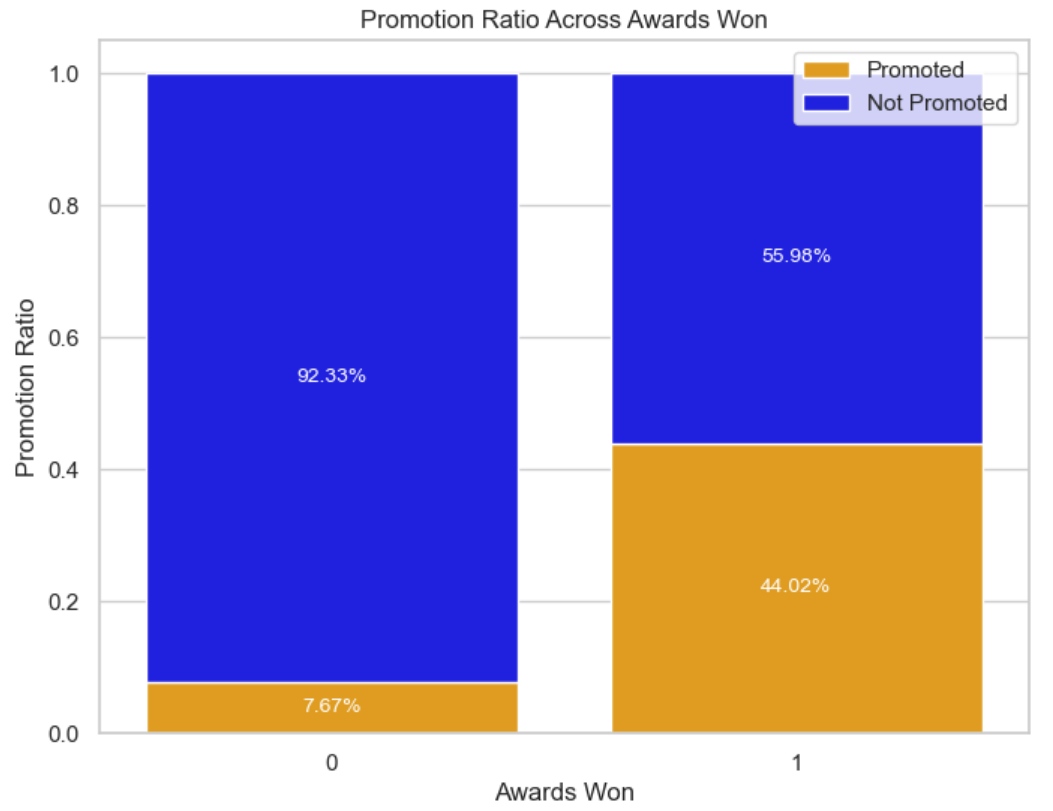 Promotion Ratio Across Awards Won
Promoted
Not Promoted
1.0
0.8
0.6
0.4
0.2
0.0
Promotion Ratio
92.33%
7.67%
55.98%
44.02%
0
1
Awards Won